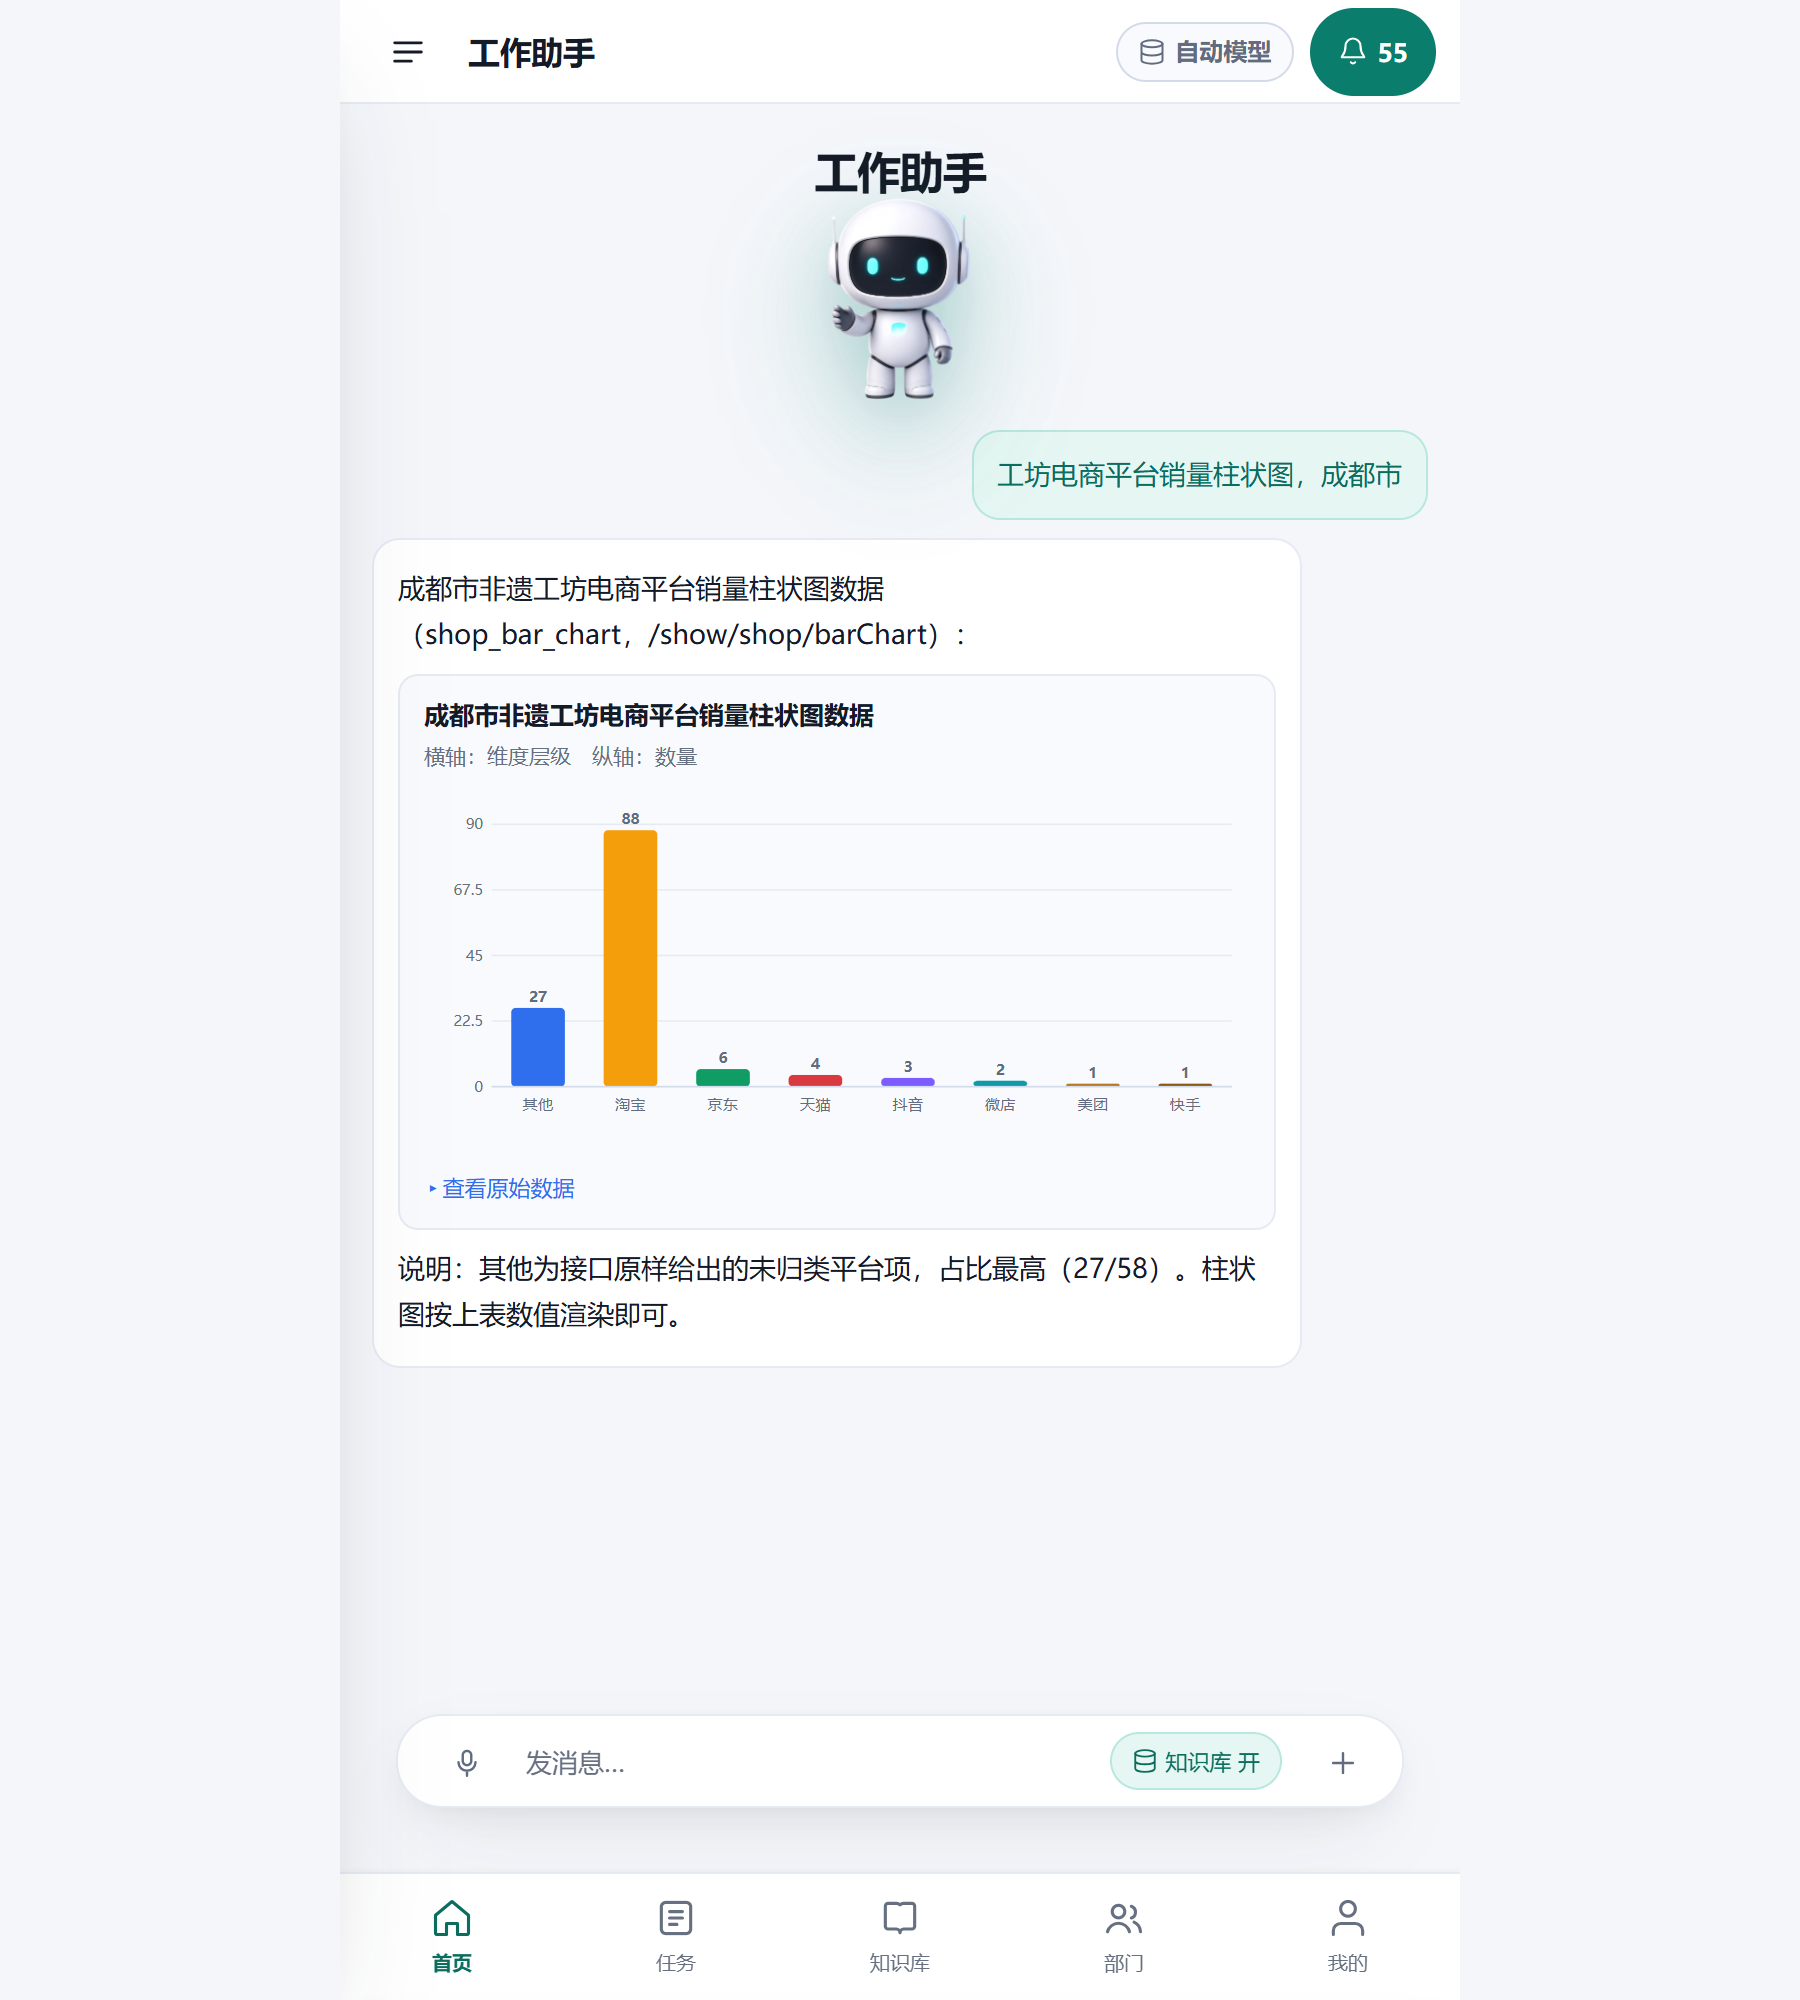 工作助手
自动模型
55
工作助手
工坊电商平台销量柱状图，成都市
成都市非遗工坊电商平台销量柱状图数据
（shop_bar_chart，/show/shop/barChart）：
成都市非遗工坊电商平台销量柱状图数据
横轴：维度层级 纵轴：数量
90
67.5
45
22.5
0
27
88
6
4
3
2
1
1
其他
淘宝
京东
天猫
抖音
微店
美团
快手
查看原始数据
说明：其他为接口原样给出的未归类平台项，占比最高（27/58）。柱状
图按上表数值渲染即可。
发消息...
知识库 开
首页
任务
知识库
部门
我的